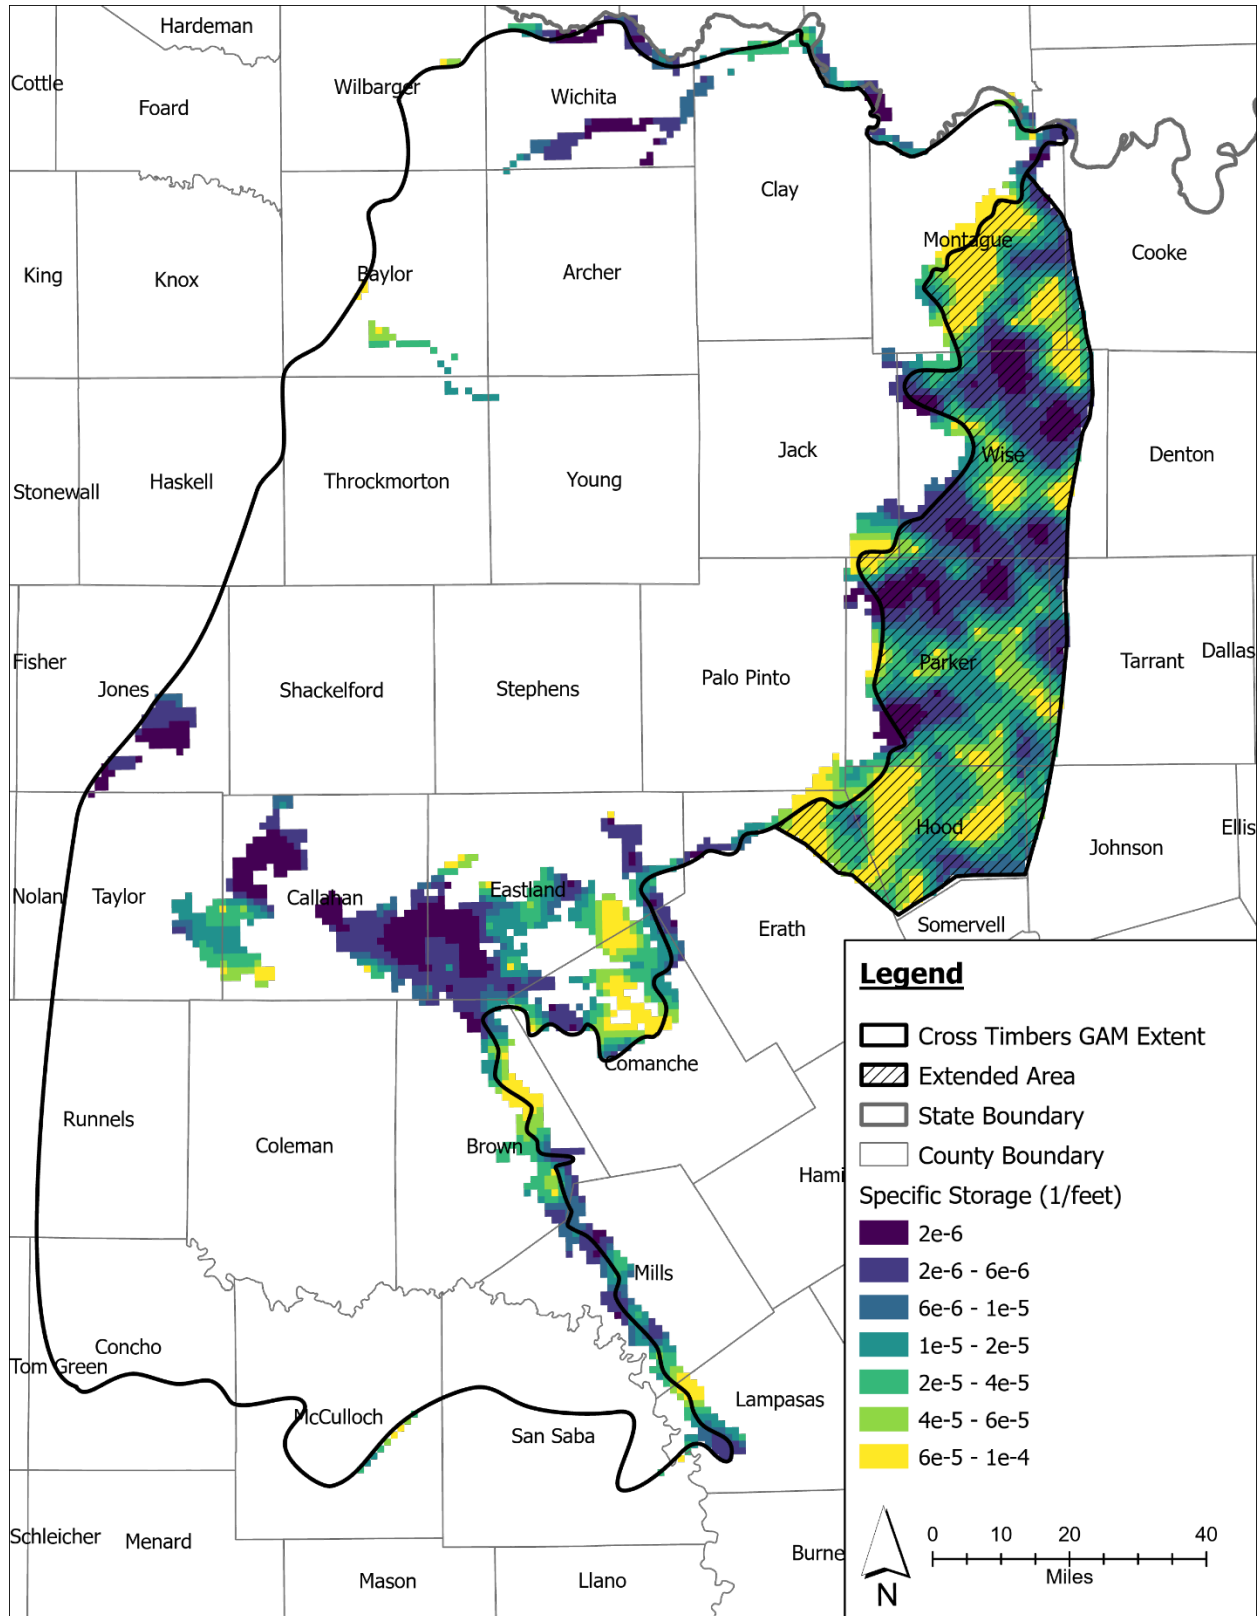 Hardeman
Cottle
Foard
Wilbarger
Wichita
Clay
Montague
Cooke
King
Knox
Baylor
Archer
Stonewall
Haskell
Throckmorton
Young
Jack
Wise
Denton
Fisher
Jones
Shackelford
Stephens
Palo Pinto
Parker
Tarrant
Dallas
Nolan
Taylor
Callahan
Eastland
Erath
Hood
Somervell
Johnson
Ellis
Runnels
Coleman
Brown
Comanche
Hami
Mills
Tom Green
Concho
McCulloch
San Saba
Lampasas
Schleicher
Menard
Mason
Llano
Burne
Legend
Cross Timbers GAM Extent
Extended Area
State Boundary
County Boundary
Specific Storage (1/feet)
2e-6
2e-6 - 6e-6
6e-6 - 1e-5
1e-5 - 2e-5
2e-5 - 4e-5
4e-5 - 6e-5
6e-5 - 1e-4
N
0 10 20 40
Miles